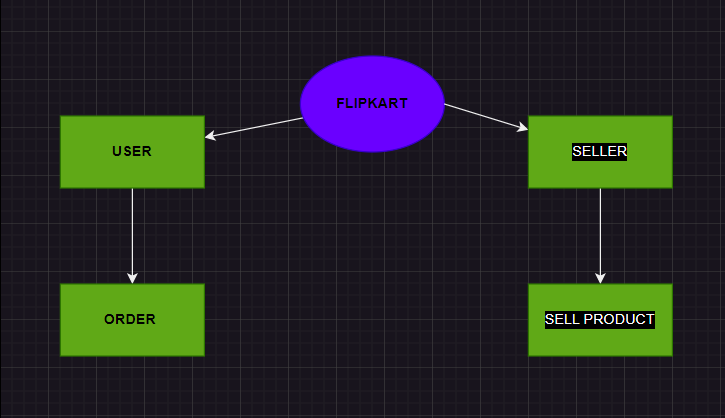 FLIPKART
USER
SELLER
ORDER
SELL PRODUCT